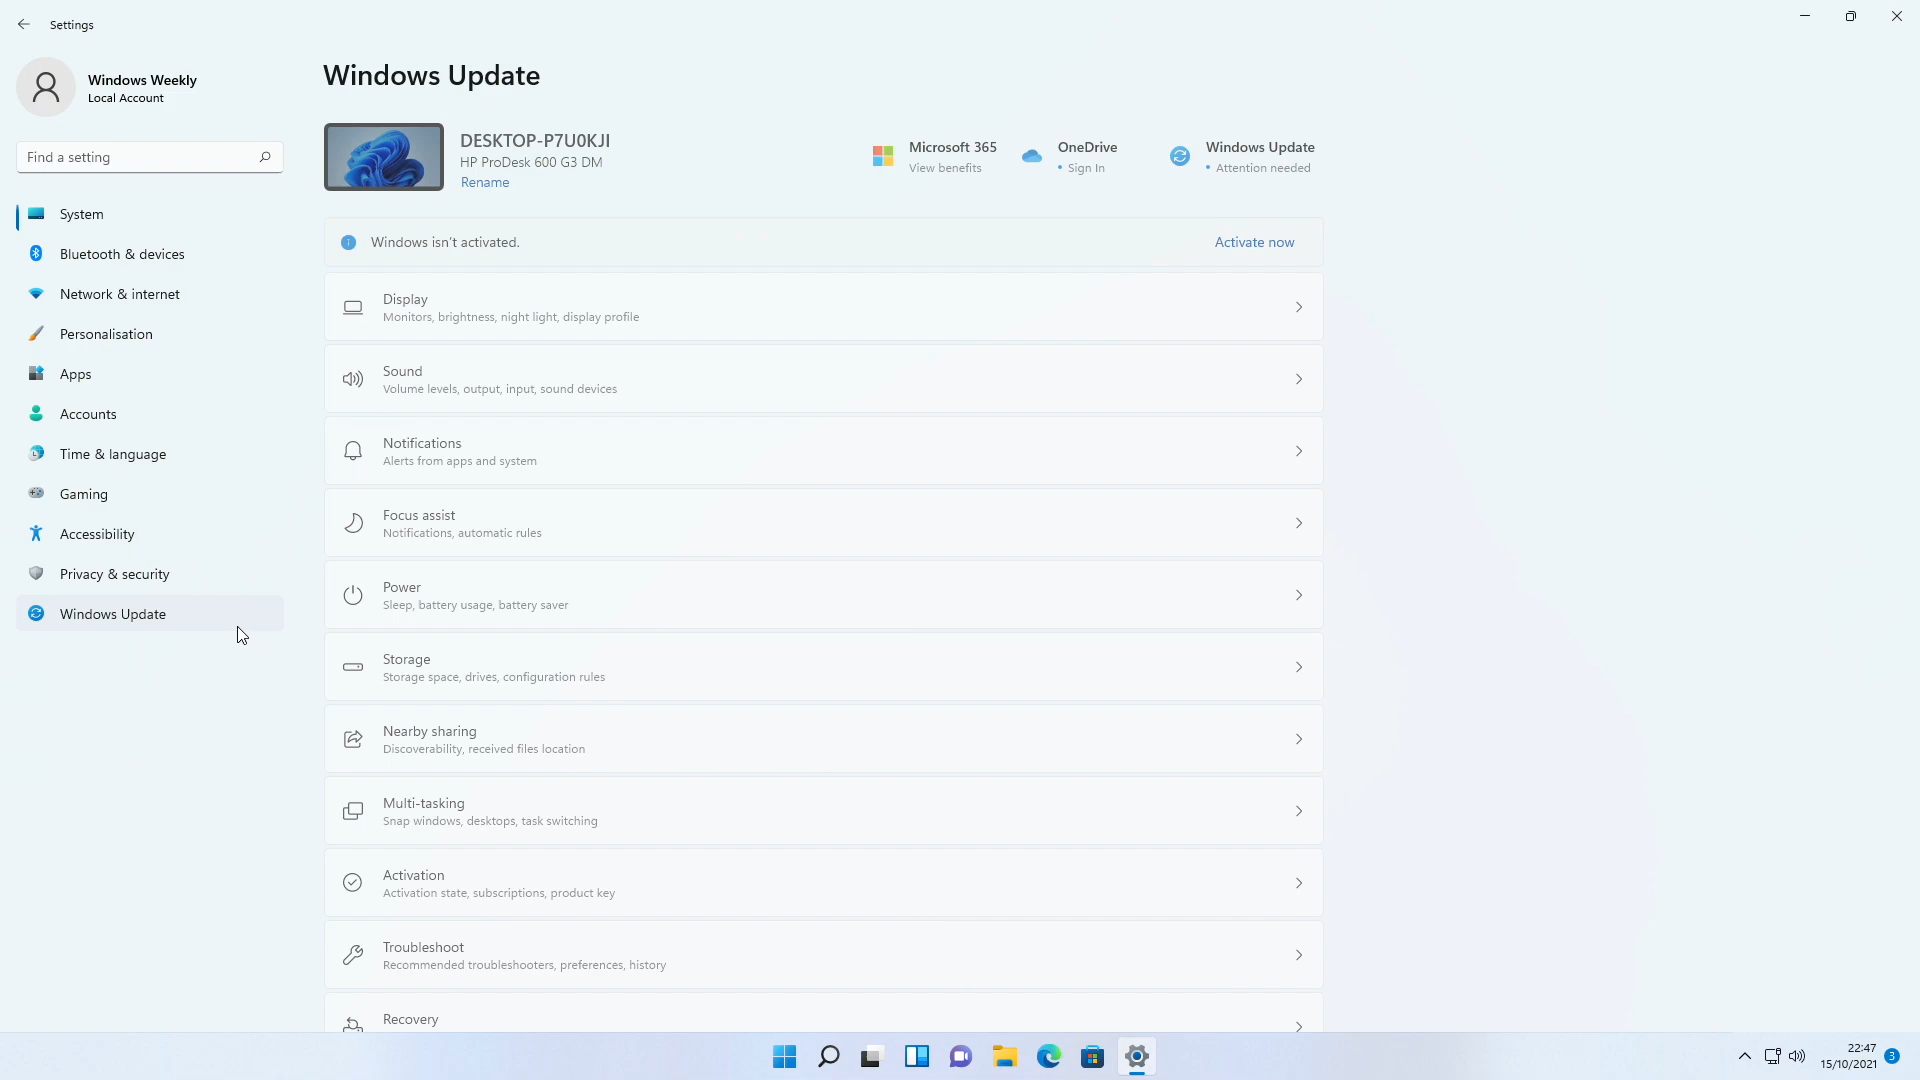 Settings
Windows Weekly
Local Account
Find a setting
System
Bluetooth & devices
Network & internet
Personalisation
Apps
Accounts
Time & language
Gaming
Accessibility
Privacy & security
Windows Update
Windows Update
DESKTOP-P7U0KJI
HP ProDesk 600 G3 DM
Rename
Microsoft 365
View benefits
OneDrive
• Sign In
Windows Update
• Attention needed
Windows isn't activated.
Activate now
Display
Monitors, brightness, night light, display profile
Sound
Volume levels, output, input, sound devices
Notifications
Alerts from apps and system
Focus assist
Notifications, automatic rules
Power
Sleep, battery usage, battery saver
Storage
Storage space, drives, configuration rules
Nearby sharing
Discoverability, received files location
Multi-tasking
Snap windows, desktops, task switching
Activation
Activation state, subscriptions, product key
Troubleshoot
Recommended troubleshooters, preferences, history
Recovery
22:47
15/10/2021
3